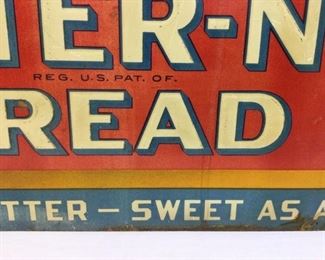 TER-N
REG. U.S. PAT. OF.
READ
TTER — SWEET AS A